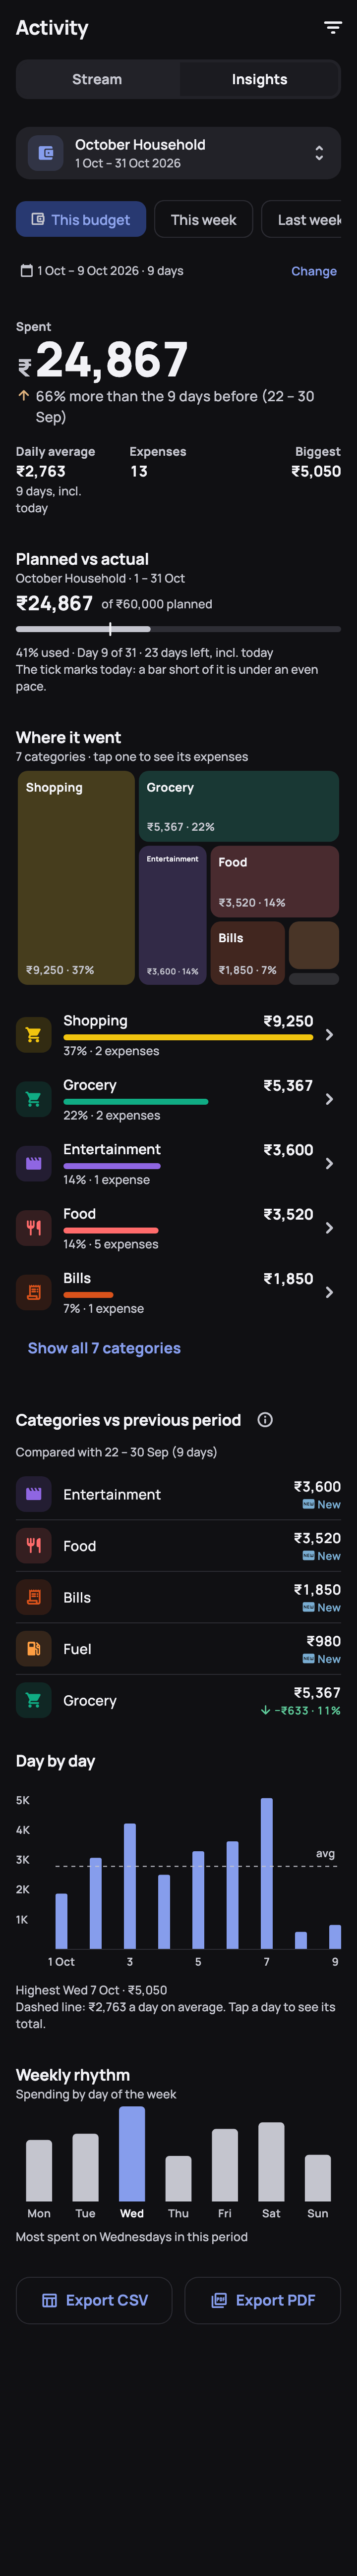 Activity
Stream
Insights
October Household
1 Oct – 31 Oct 2026
This budget
This week
Last week
1 Oct – 9 Oct 2026 · 9 days
Change
Spent
₹24,867
66% more than the 9 days before (22 – 30
Sep)
Daily average
₹2,763
9 days, incl.
today
Expenses
13
Biggest
₹5,050
Planned vs actual
October Household · 1 – 31 Oct
₹24,867 of ₹60,000 planned
41% used · Day 9 of 31 · 23 days left, incl. today
The tick marks today: a bar short of it is under an even
pace.
Where it went
7 categories · tap one to see its expenses
Shopping
₹9,250 · 37%
Grocery
₹5,367 · 22%
Entertainment
₹3,600 · 14%
Food
₹3,520 · 14%
Bills
₹1,850 · 7%
Shopping
₹9,250
37% · 2 expenses
Grocery
₹5,367
22% · 2 expenses
Entertainment
₹3,600
14% · 1 expense
Food
₹3,520
14% · 5 expenses
Bills
₹1,850
7% · 1 expense
Show all 7 categories
Categories vs previous period
Compared with 22 – 30 Sep (9 days)
Entertainment
₹3,600
NEW New
Food
₹3,520
NEW New
Bills
₹1,850
NEW New
Fuel
₹980
NEW New
Grocery
₹5,367
↓ −₹633 · 11%
Day by day
5K
4K
3K
2K
1K
avg
1 Oct
3
5
7
9
Highest Wed 7 Oct · ₹5,050
Dashed line: ₹2,763 a day on average. Tap a day to see its
total.
Weekly rhythm
Spending by day of the week
Mon
Tue
Wed
Thu
Fri
Sat
Sun
Most spent on Wednesdays in this period
Export CSV
PDF Export PDF